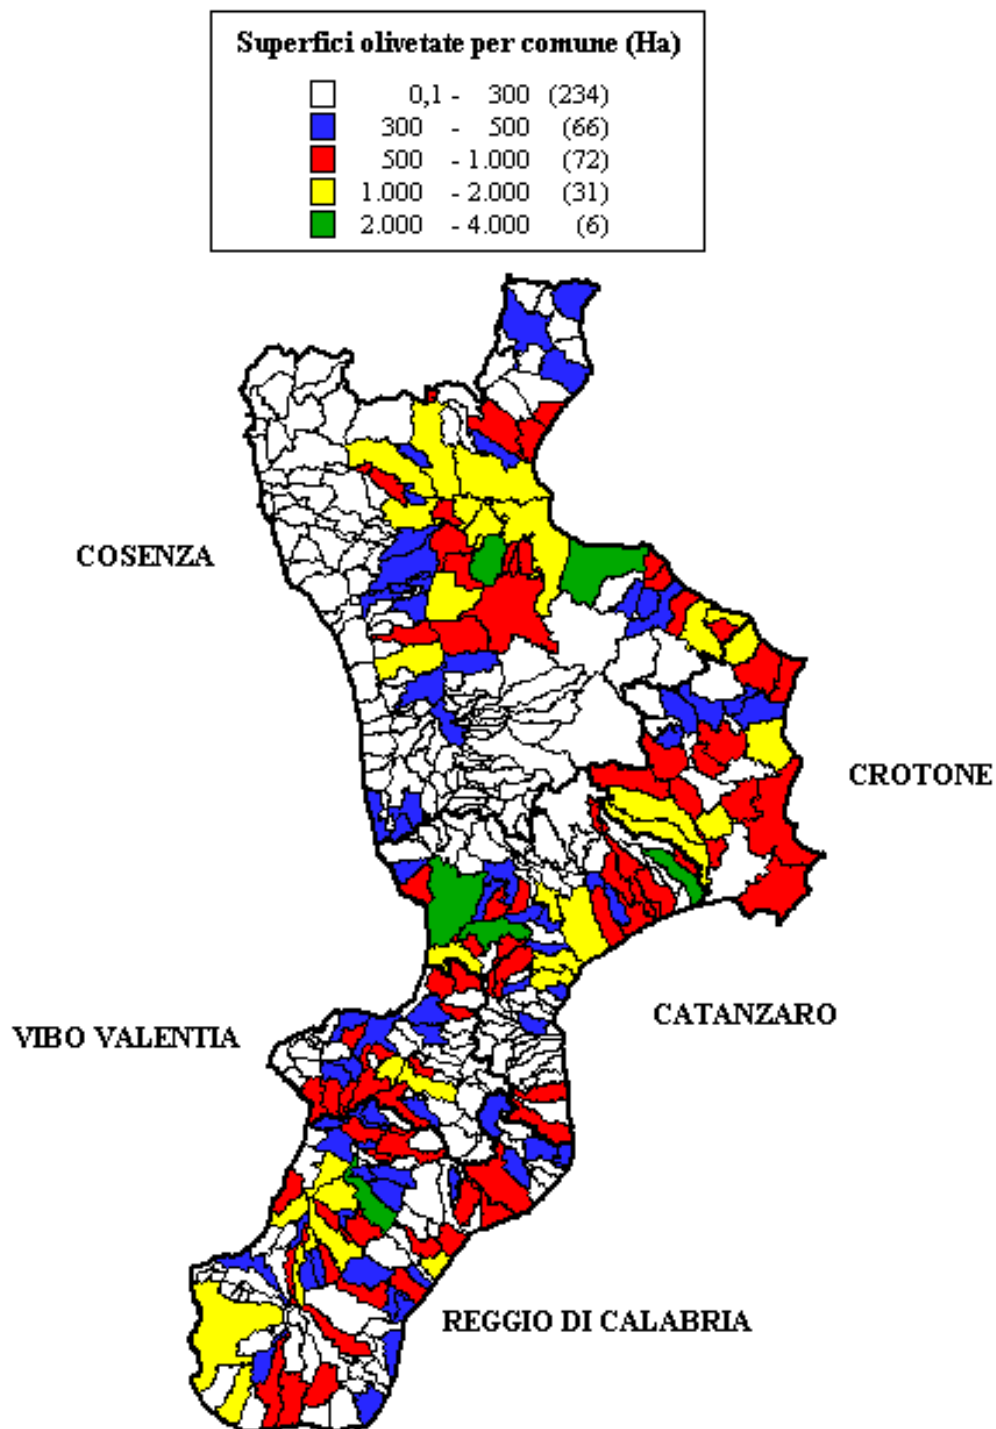 Superfici olivetate per comune (Ha)
0,1 - 300 (234)
300 - 500 (66)
500 - 1.000 (72)
1.000 - 2.000 (31)
2.000 - 4.000 (6)
COSENZA
CROTONE
CATANZARO
VIBO VALENTIA
REGGIO DI CALABRIA